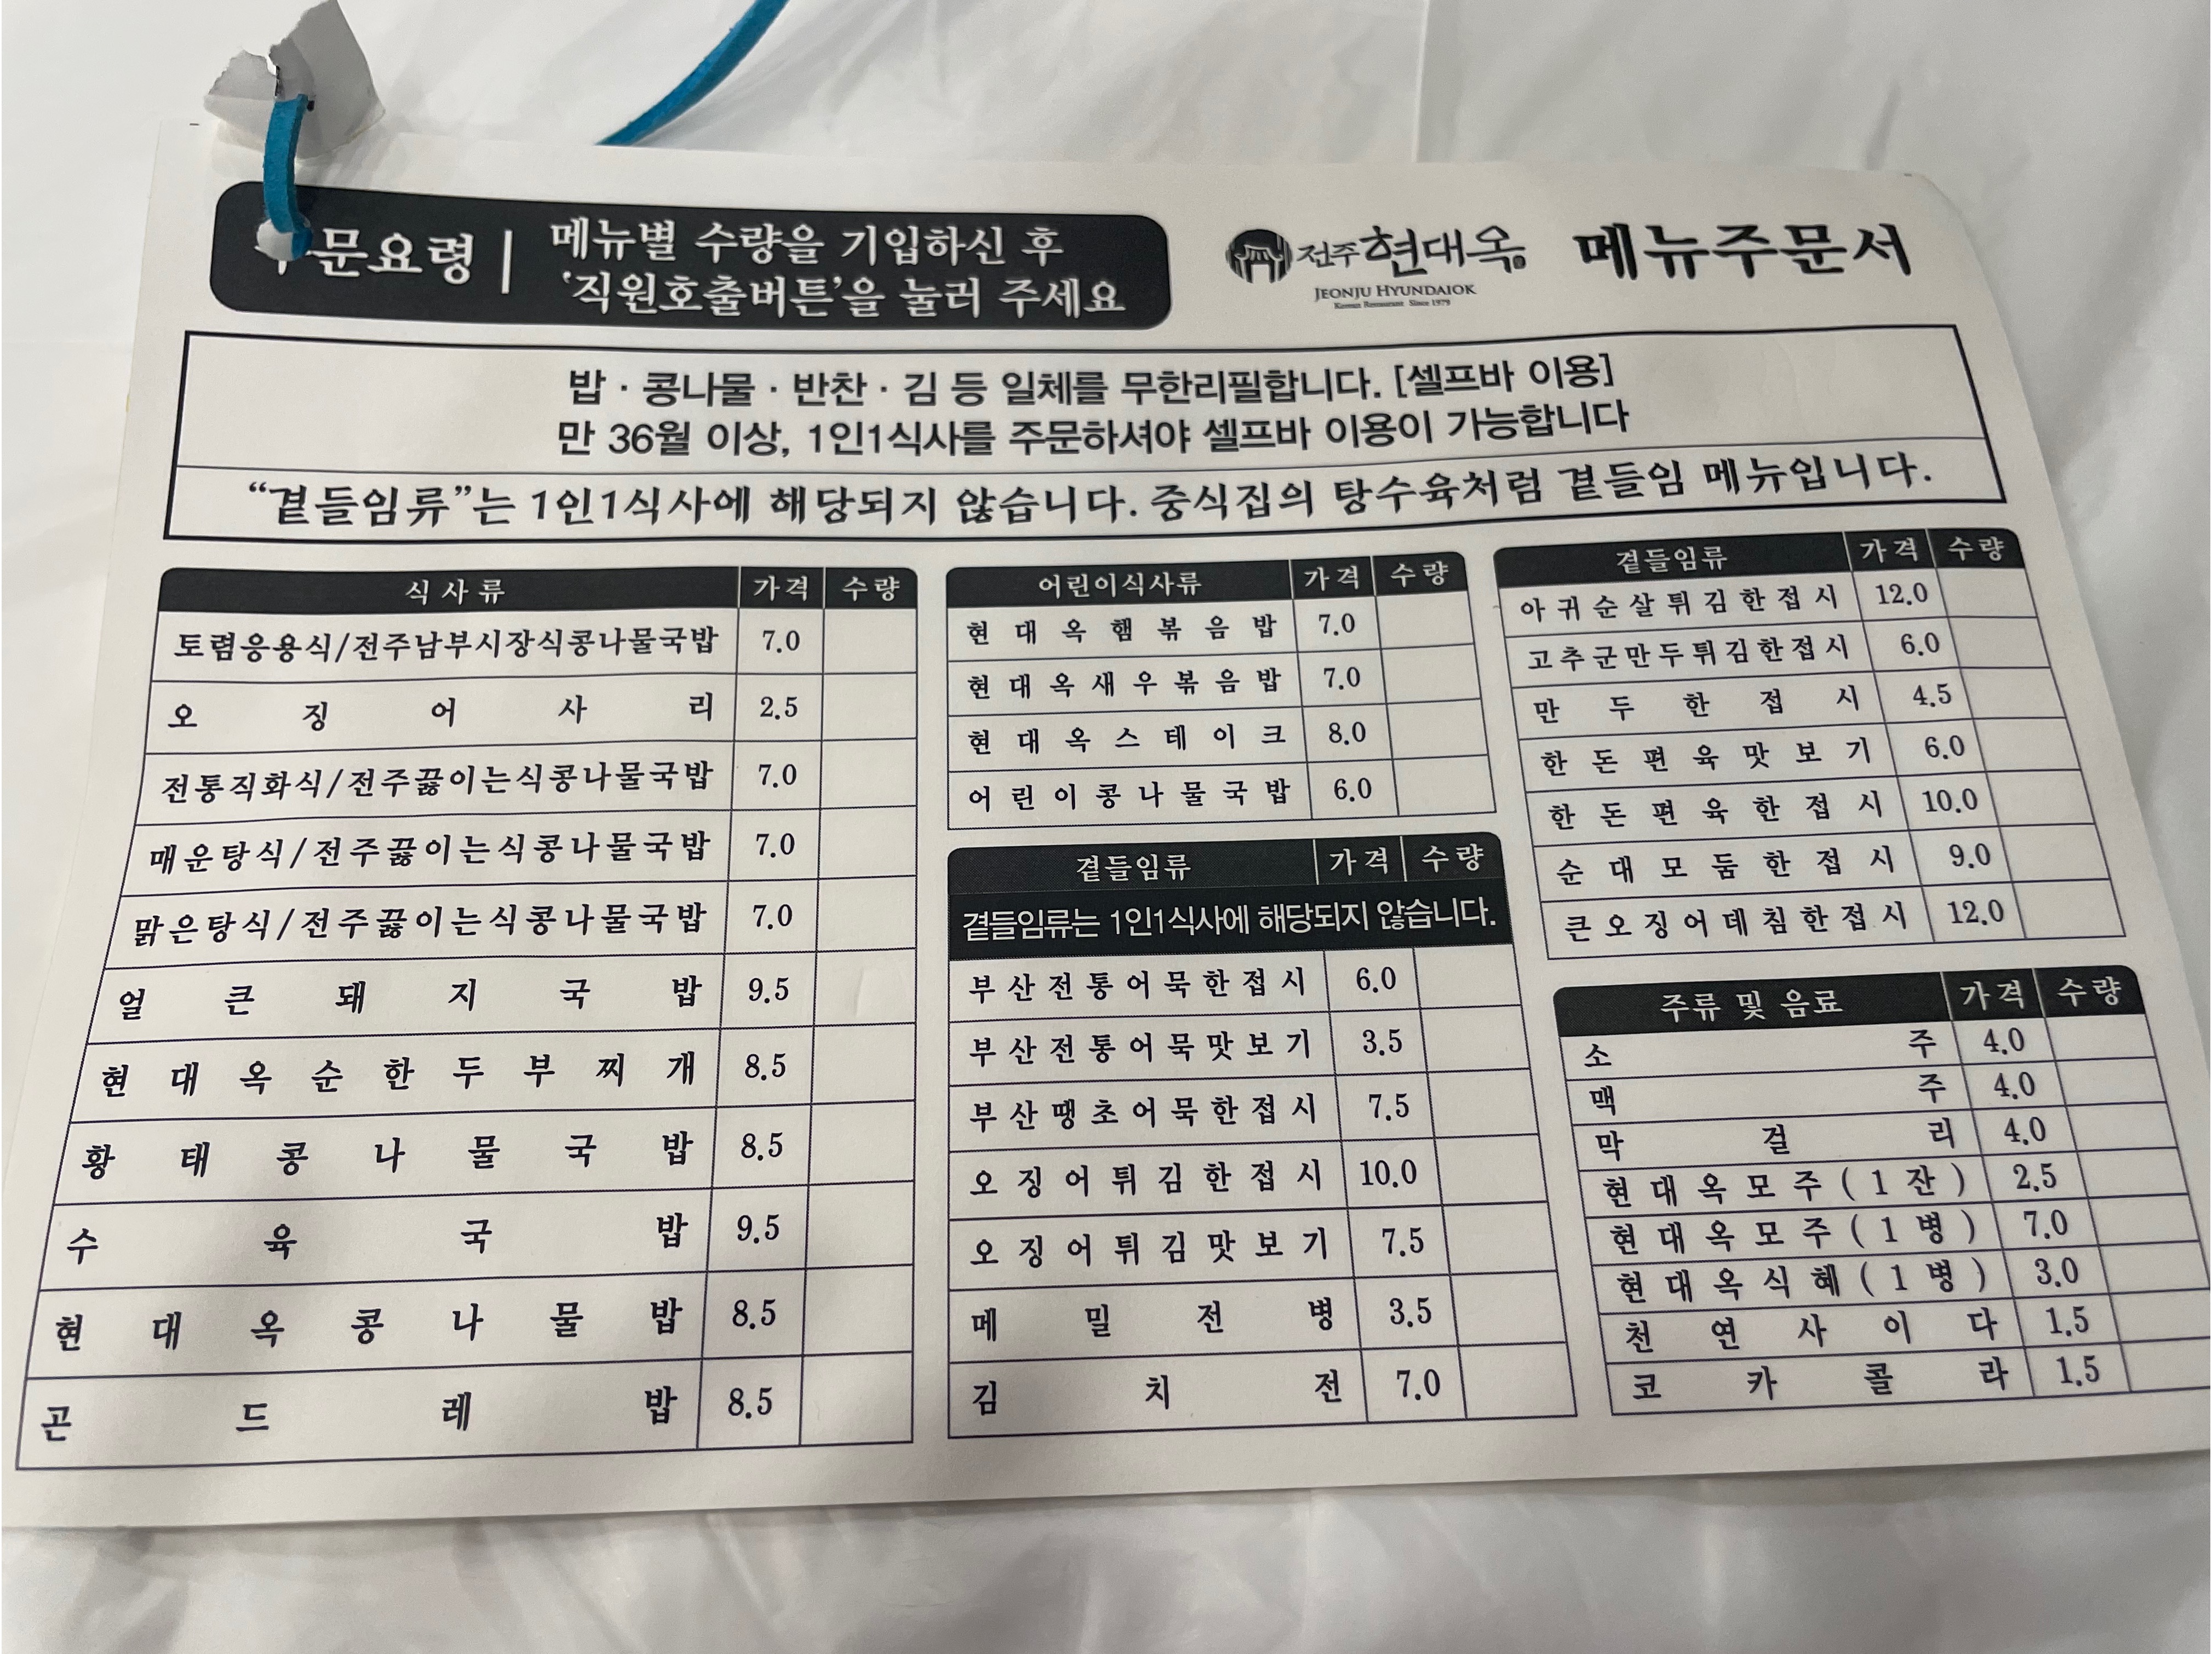 주문요령
메뉴별 수량을 기입하신 후
'직원호출버튼'을 눌러 주세요
전주 현대옥
JEONJU HYUNDAIOK
Korean Restaurant Since 1979
메뉴주문서
밥 · 콩나물 · 반찬 · 김 등 일체를 무한리필합니다. [셀프바 이용]
만 36월 이상, 1인1식사를 주문하셔야 셀프바 이용이 가능합니다
“곁들임류”는 1인1식사에 해당되지 않습니다. 중식집의 탕수육처럼 곁들임 메뉴입니다.
식사류 가격 수량
토렴응용식/전주남부시장식콩나물국밥 7.0
오징어사리 2.5
전통직화식/전주끓이는식콩나물국밥 7.0
매운탕식/전주끓이는식콩나물국밥 7.0
맑은탕식/전주끓이는식콩나물국밥 7.0
얼큰돼지국밥 9.5
현대옥순한두부찌개 8.5
황태콩나물국밥 8.5
수육국밥 9.5
현대옥콩나물밥 8.5
곤드레밥 8.5
어린이식사류 가격 수량
현대옥햄볶음밥 7.0
현대옥새우볶음밥 7.0
현대옥스테이크 8.0
어린이콩나물국밥 6.0
곁들임류 가격 수량
곁들임류는 1인1식사에 해당되지 않습니다.
부산전통어묵한접시 6.0
부산전통어묵맛보기 3.5
부산땡초어묵한접시 7.5
오징어튀김한접시 10.0
오징어튀김맛보기 7.5
메밀전병 3.5
김치전 7.0
곁들임류 가격 수량
아귀순살튀김한접시 12.0
고추군만두튀김한접시 6.0
만두한접시 4.5
한돈편육맛보기 6.0
한돈편육한접시 10.0
순대모둠한접시 9.0
큰오징어데침한접시 12.0
주류 및 음료 가격 수량
소주 4.0
맥주 4.0
막걸리 4.0
현대옥모주(1잔) 2.5
현대옥모주(1병) 7.0
현대옥식혜(1병) 3.0
천연사이다 1.5
코카콜라 1.5